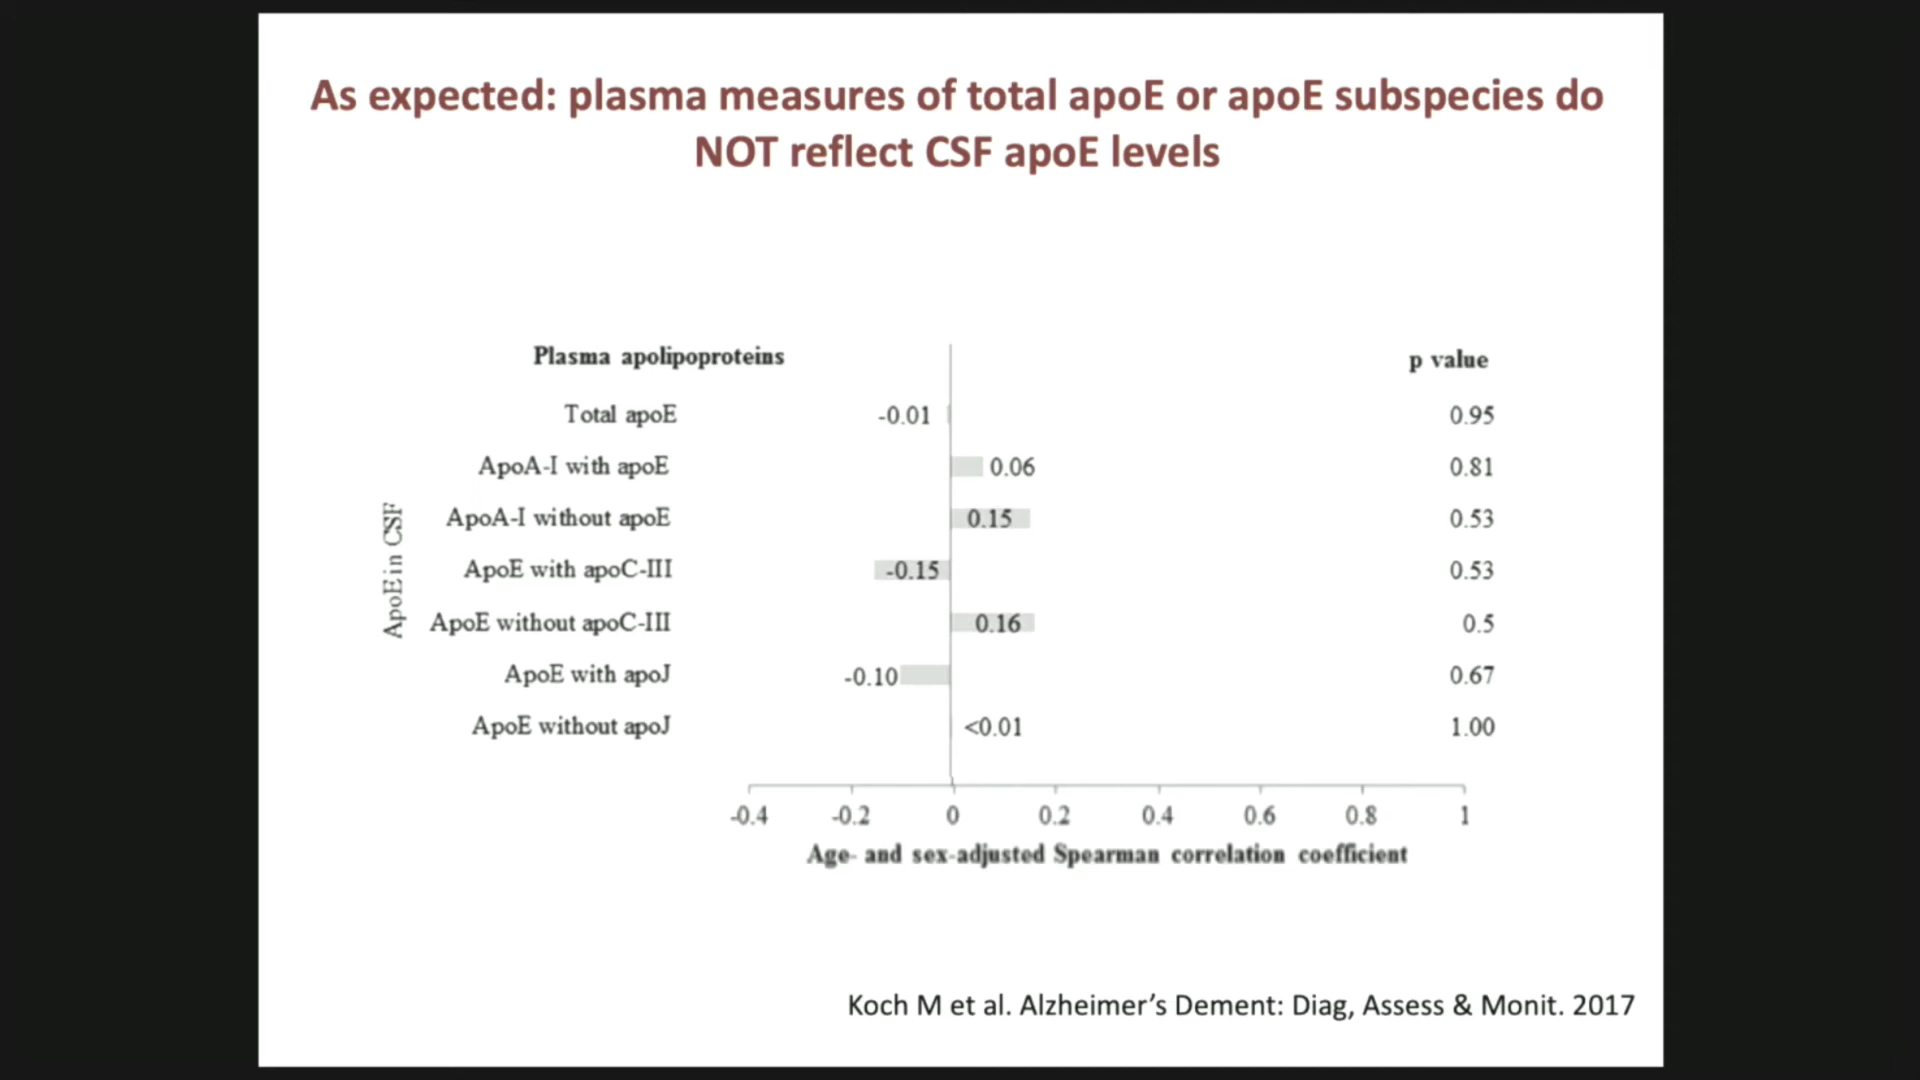 As expected: plasma measures of total apoE or apoE subspecies do
NOT reflect CSF apoE levels
Plasma apolipoproteins
p value
Total apoE -0.01 0.95
ApoA-I with apoE 0.06 0.81
ApoA-I without apoE 0.15 0.53
ApoE with apoC-III -0.15 0.53
ApoE without apoC-III 0.16 0.5
ApoE with apoJ -0.10 0.67
ApoE without apoJ <0.01 1.00
ApoE in CSF
-0.4 -0.2 0 0.2 0.4 0.6 0.8 1
Age- and sex-adjusted Spearman correlation coefficient
Koch M et al. Alzheimer’s Dement: Diag, Assess & Monit. 2017